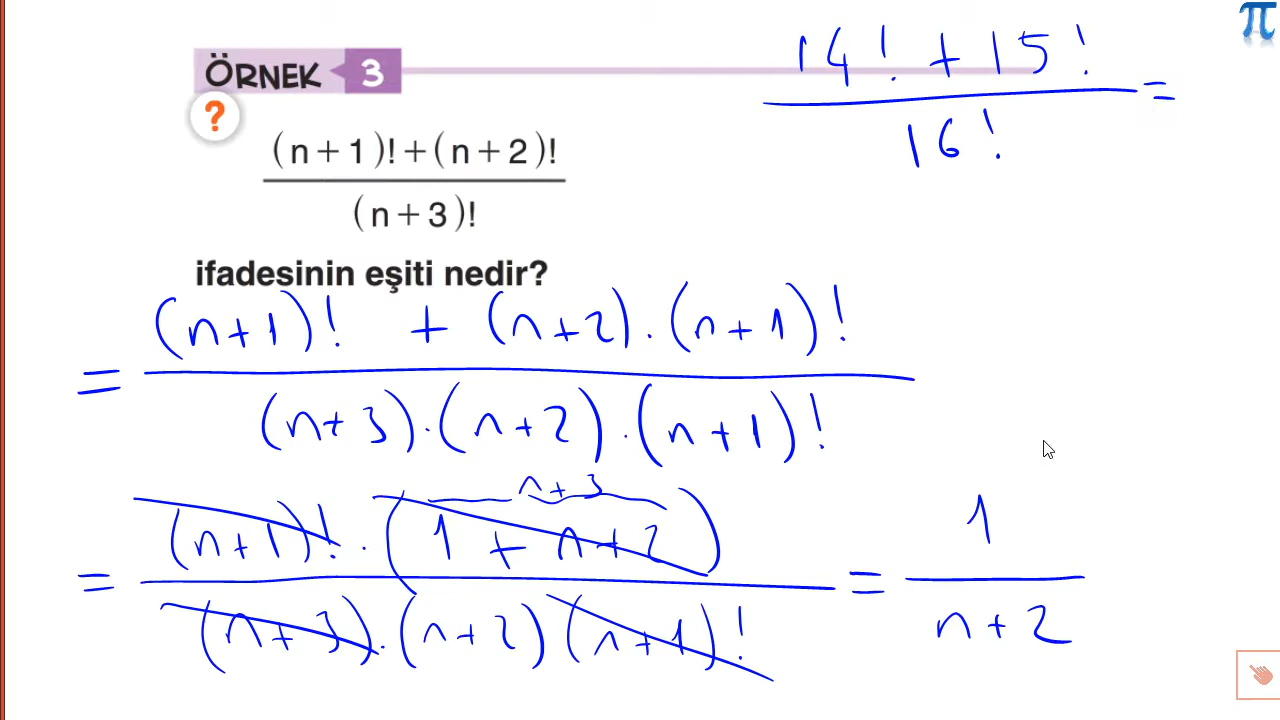 ÖRNEK 3
?
(n+1)!+(n+2)!
(n+3)!
ifadesinin eşiti nedir?
14! + 15!
16!
=
= (n+1)! + (n+2).(n+1)!
(n+3).(n+2).(n+1)!
n+3
= (n+1)!.(1+n+2)
(n+3).(n+2)(n+1)!
= 1
n+2
π